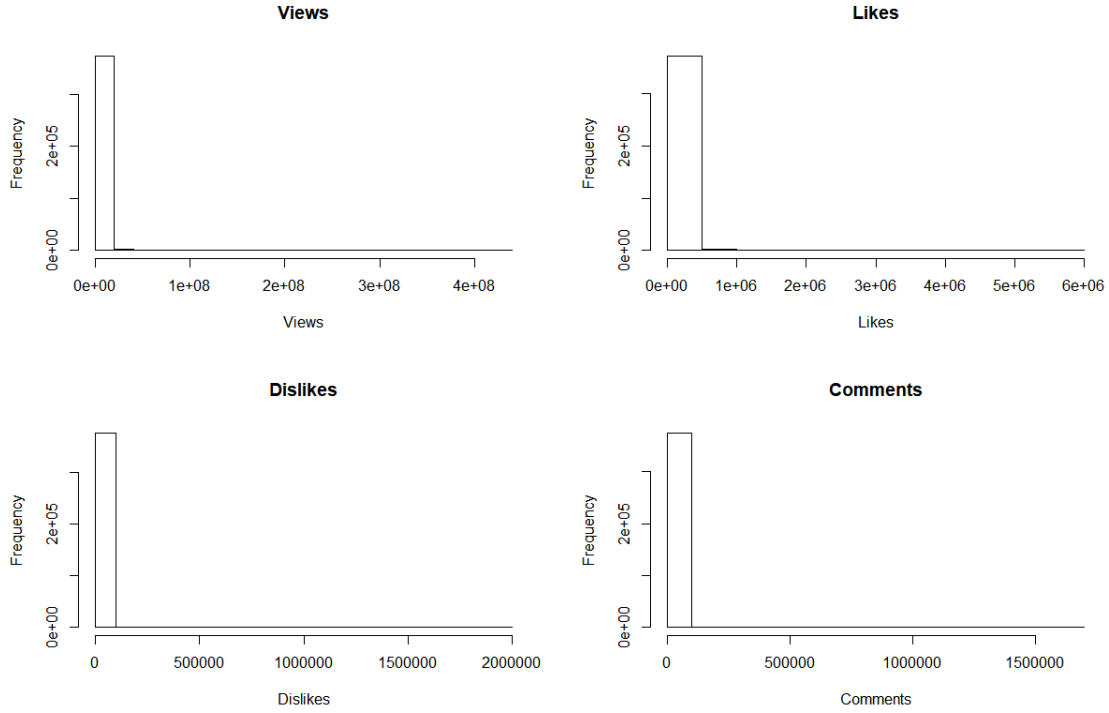 Views
Frequency
0e+00
2e+05
0e+00 1e+08 2e+08 3e+08 4e+08
Views
Likes
Frequency
0e+00
2e+05
0e+00 1e+06 2e+06 3e+06 4e+06 5e+06 6e+06
Likes
Dislikes
Frequency
0e+00
2e+05
0 500000 1000000 1500000 2000000
Dislikes
Comments
Frequency
0e+00
2e+05
0 500000 1000000 1500000
Comments